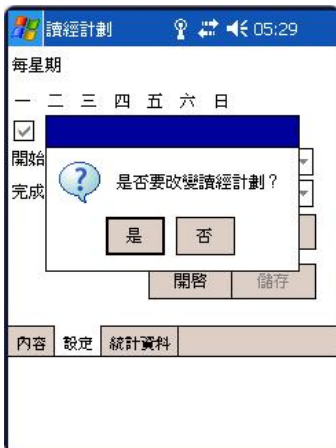 讀經計劃 05:29
每星期
一 二 三 四 五 六 日
開始
是否要改變讀經計劃？
完成
是 否
開啓 儲存
內容 設定 統計資料